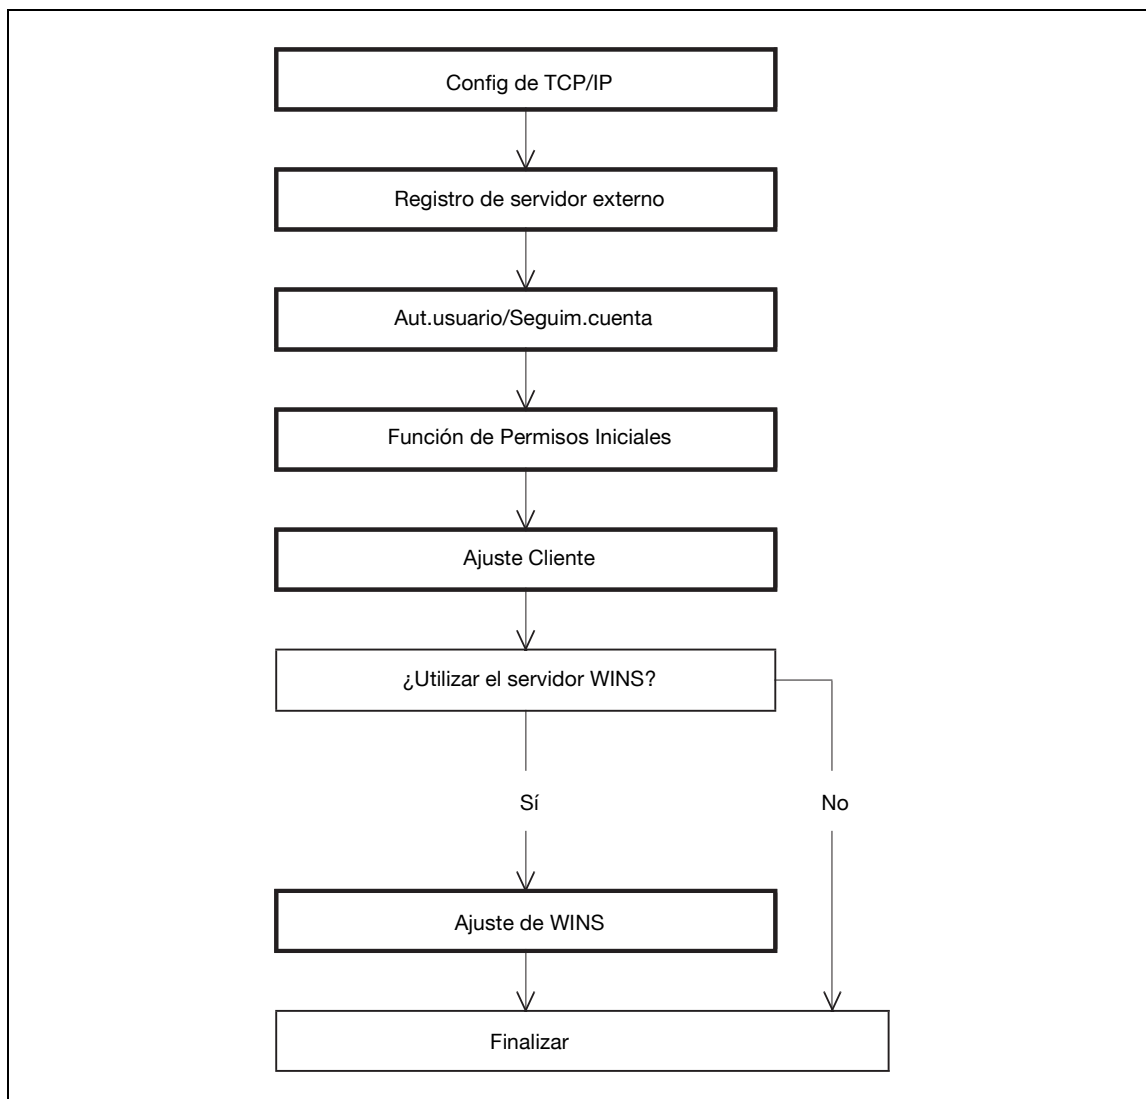 Config de TCP/IP
Registro de servidor externo
Aut.usuario/Seguim.cuenta
Función de Permisos Iniciales
Ajuste Cliente
¿Utilizar el servidor WINS?
Sí
No
Ajuste de WINS
Finalizar